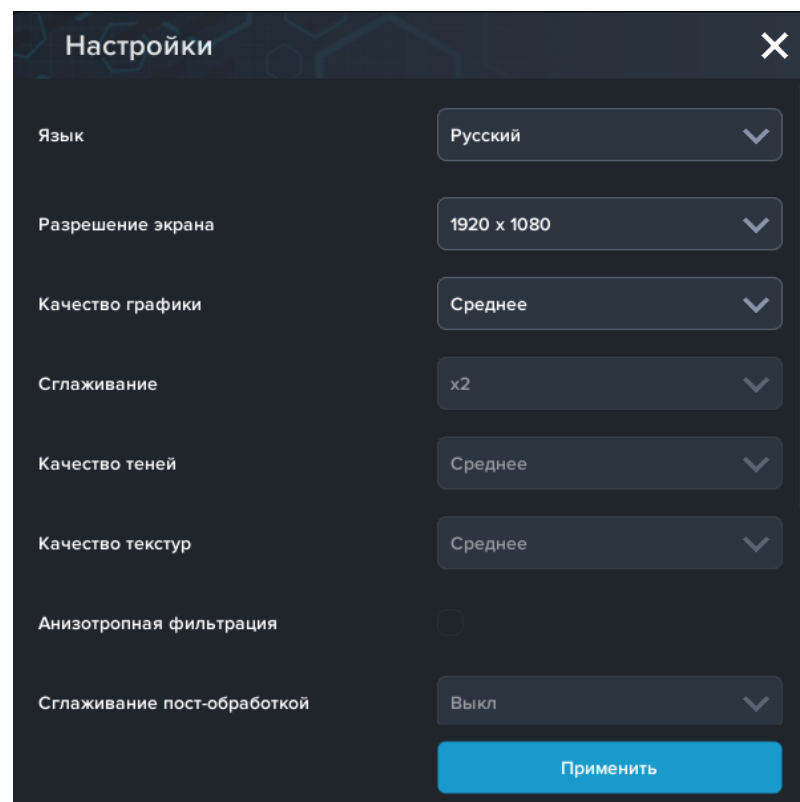 Настройки
Язык
Русский
Разрешение экрана
1920 x 1080
Качество графики
Среднее
Сглаживание
x2
Качество теней
Среднее
Качество текстур
Среднее
Анизотропная фильтрация
Сглаживание пост-обработкой
Выкл
Применить